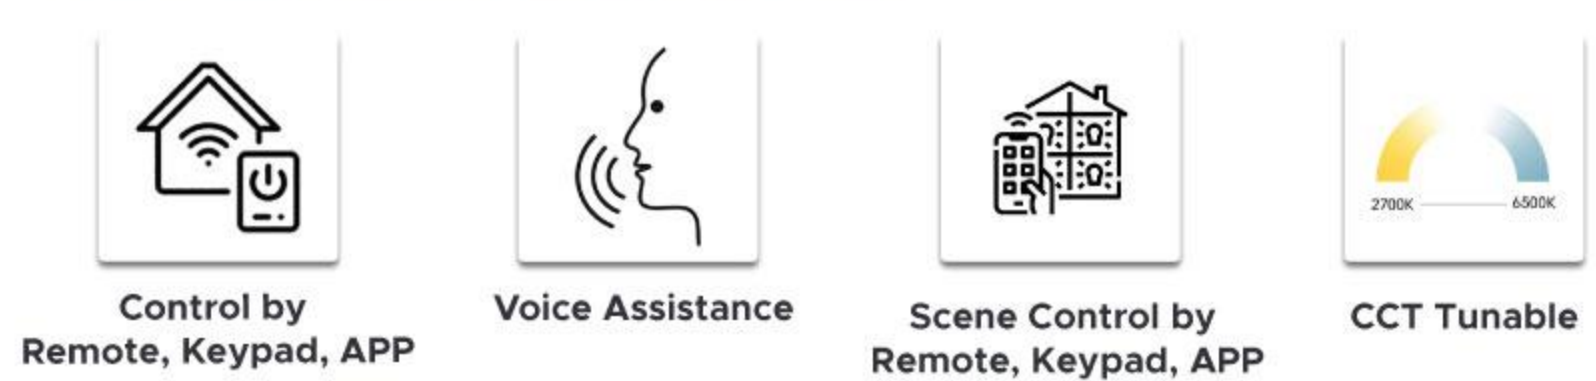 2700K
6500K
Control by
Remote, Keypad, APP
Voice Assistance
Scene Control by
Remote, Keypad, APP
CCT Tunable